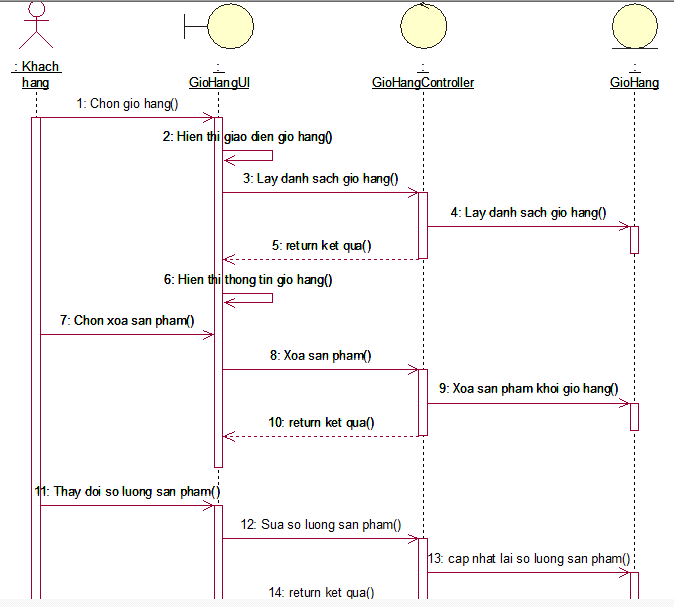 : Khach
hang
:
GioHangUI
:
GioHangController
:
GioHang
1: Chon gio hang()
2: Hien thi giao dien gio hang()
3: Lay danh sach gio hang()
4: Lay danh sach gio hang()
5: return ket qua()
6: Hien thi thong tin gio hang()
7: Chon xoa san pham()
8: Xoa san pham()
9: Xoa san pham khoi gio hang()
10: return ket qua()
11: Thay doi so luong san pham()
12: Sua so luong san pham()
13: cap nhat lai so luong san pham()
14: return ket qua()